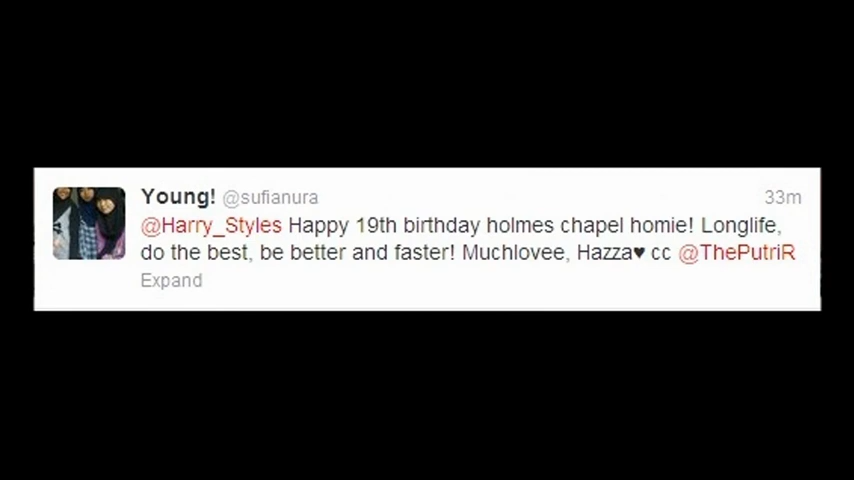 Young! @sufianura 33m
@Harry_Styles Happy 19th birthday holmes chapel homie! Longlife,
do the best, be better and faster! Muchlovee, Hazza♥ cc @ThePutriR
Expand